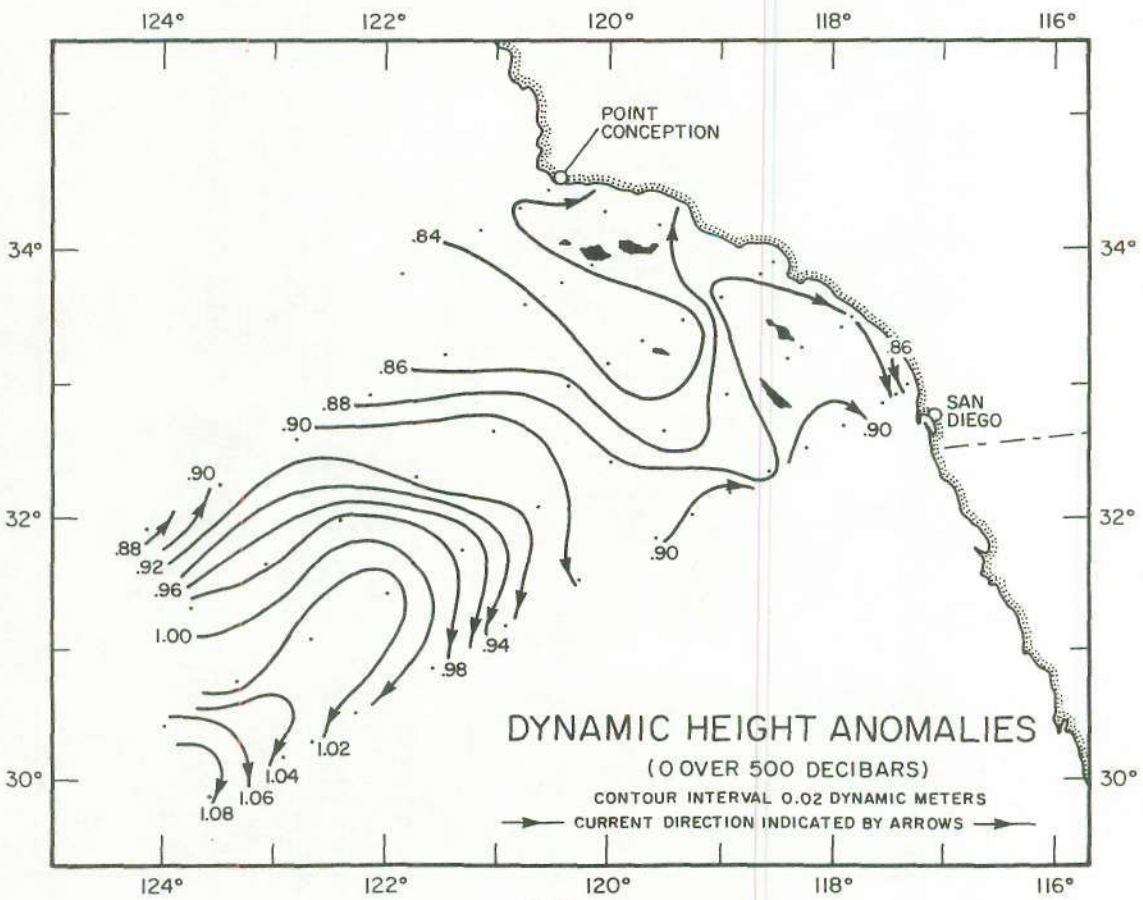 124° 122° 120° 118° 116°
POINT
CONCEPTION
34° 34°
.84
.86
.86
.88
SAN
DIEGO
.90
.90
.90
32° 32°
.88
.90
.92
.96
1.00
.94
.98
1.02
DYNAMIC HEIGHT ANOMALIES
(0 OVER 500 DECIBARS)
30° 30°
1.04
1.06
CONTOUR INTERVAL 0.02 DYNAMIC METERS
1.08
CURRENT DIRECTION INDICATED BY ARROWS
124° 122° 120° 118° 116°